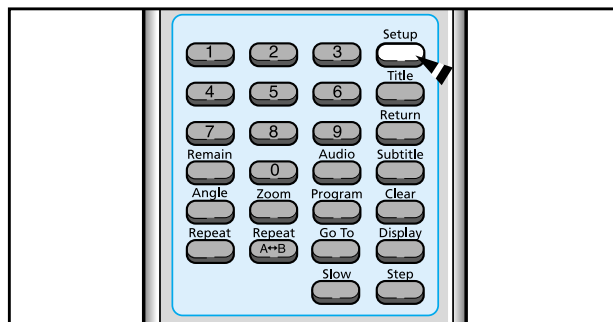 Setup
1 2 3
Title
4 5 6
Return
7 8 9
Remain Audio Subtitle
0
Angle Zoom Program Clear
Repeat Repeat Go To Display
A↔B
Slow Step